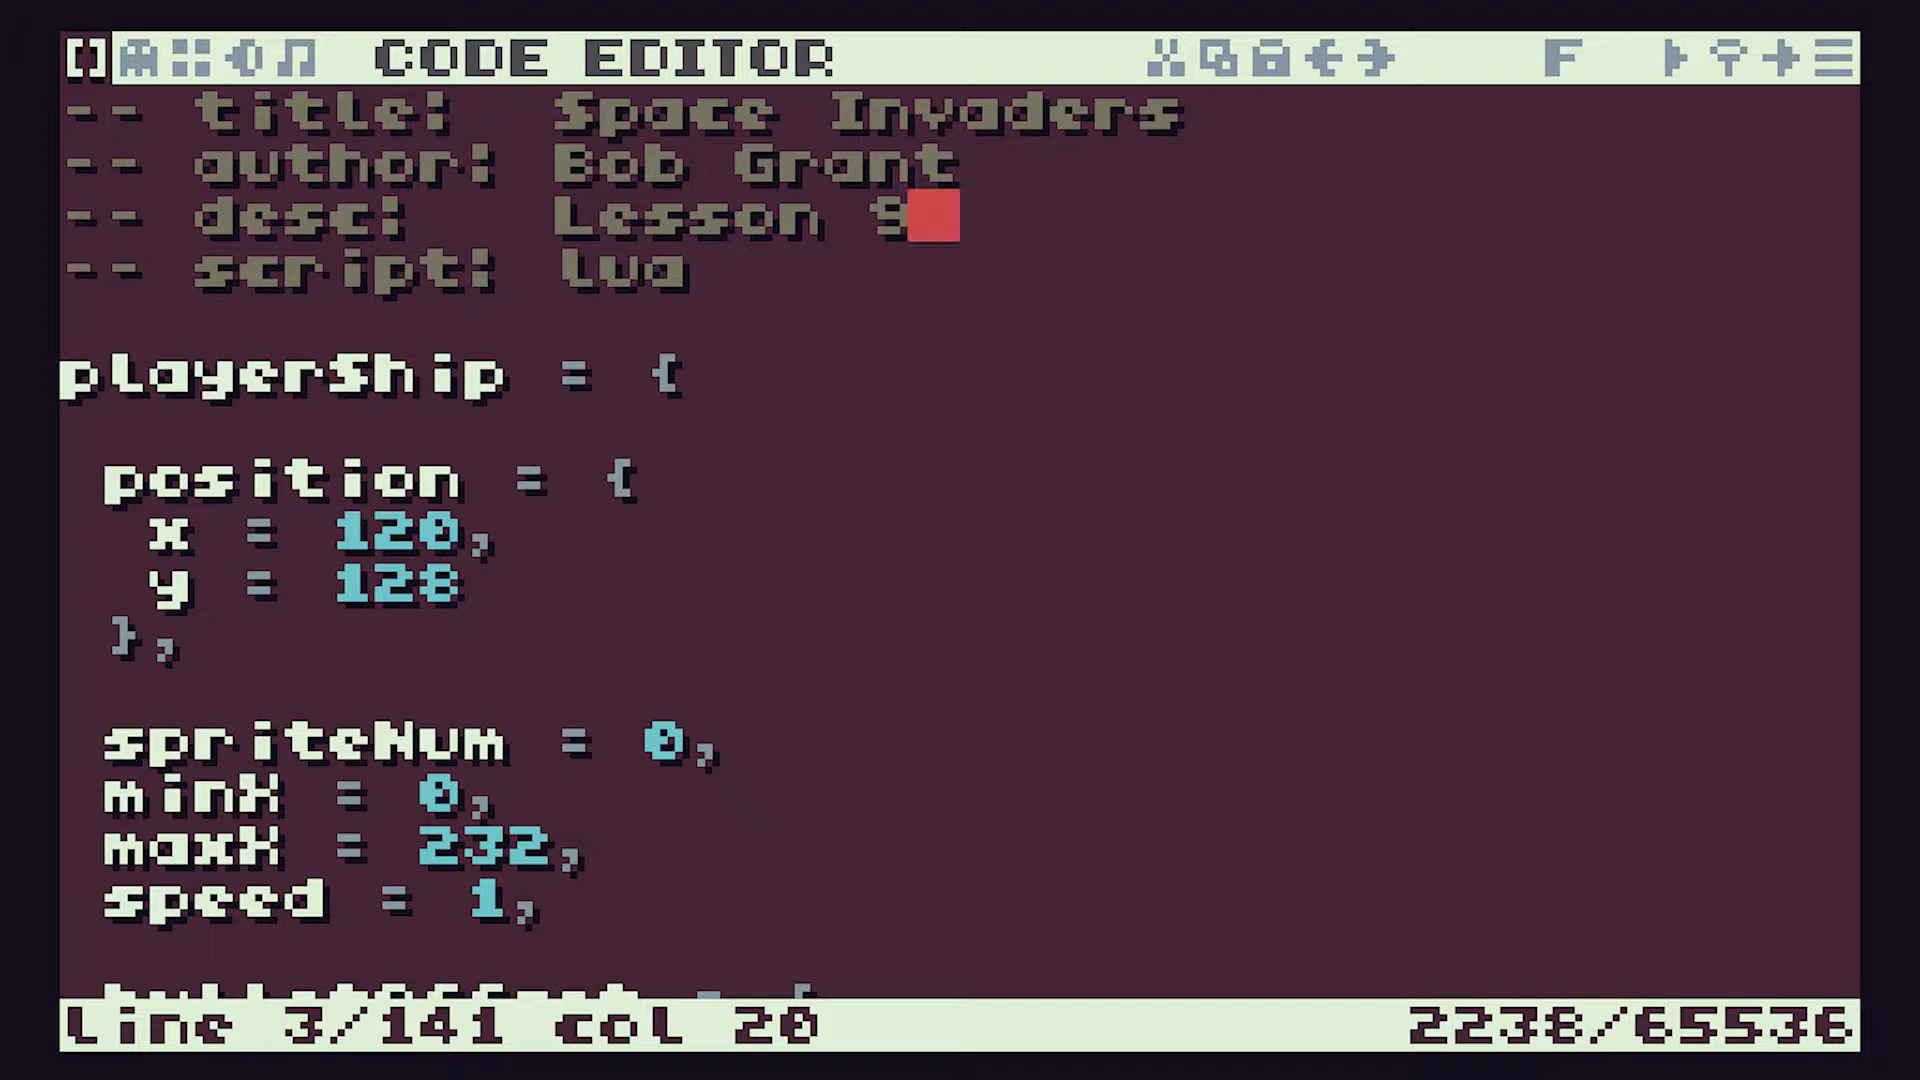 [] CODE EDITOR F
-- title: Space Invaders
-- author: Bob Grant
-- desc: Lesson 9
-- script: lua
playerShip = {
position = {
x = 120,
y = 128
},
spriteNum = 0,
minX = 0,
maxX = 232,
speed = 1,
line 3/141 col 20 2238/65536